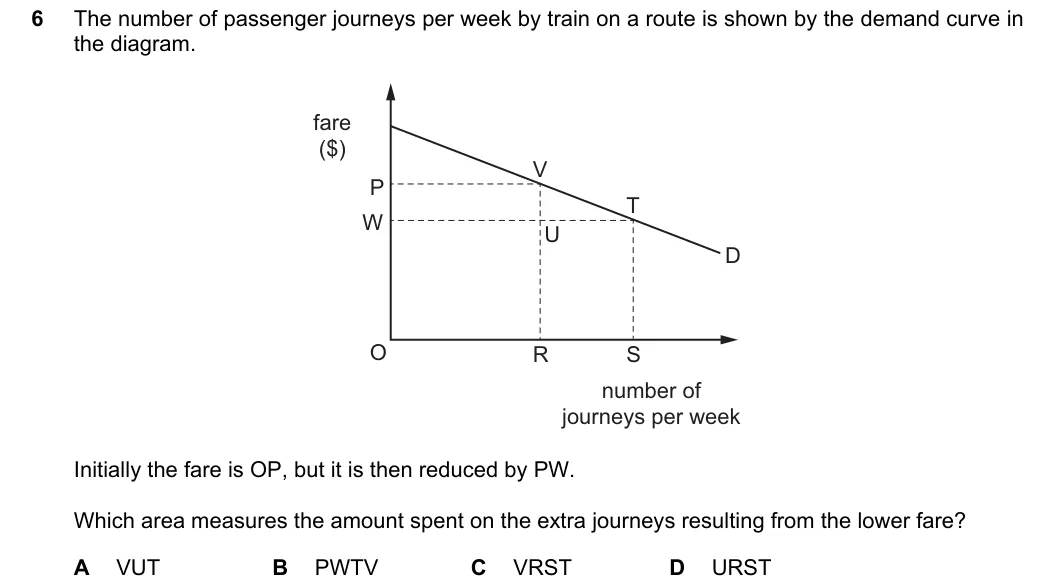 6 The number of passenger journeys per week by train on a route is shown by the demand curve in
the diagram.
fare
($)
V
P
T
W
U
D
O
R
S
number of
journeys per week
Initially the fare is OP, but it is then reduced by PW.
Which area measures the amount spent on the extra journeys resulting from the lower fare?
A VUT B PWTV C VRST D URST